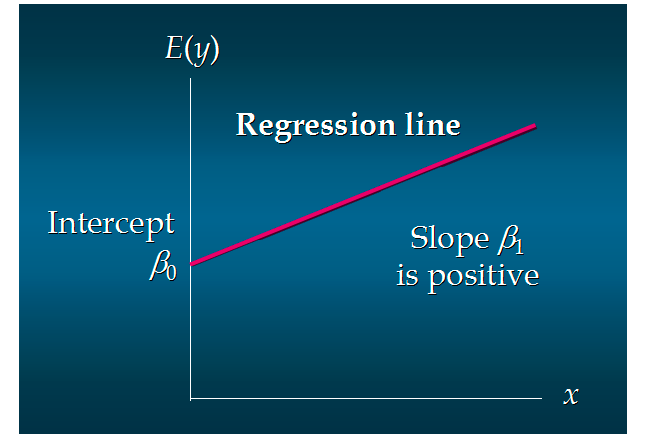 E(y)
Regression line
Intercept
β0
Slope β1
is positive
x